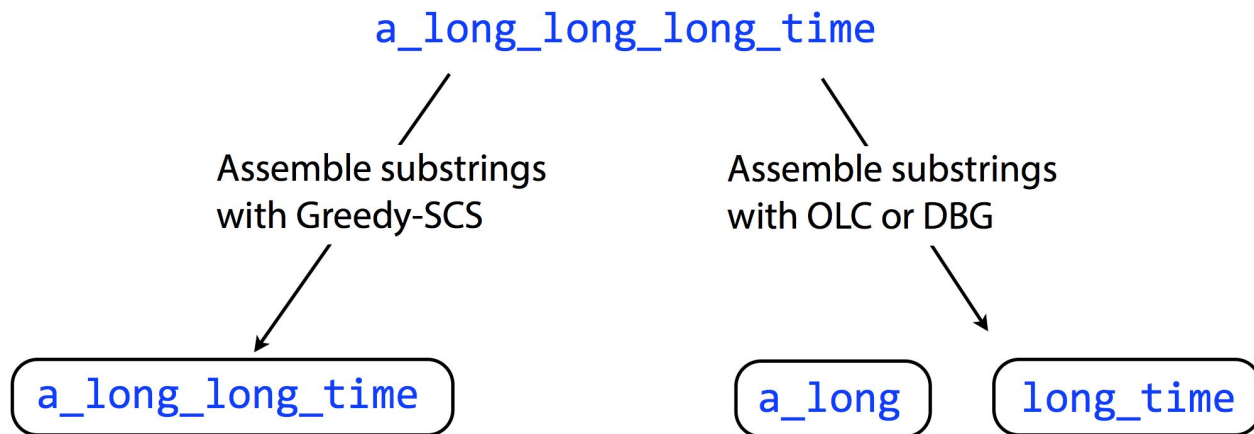 a_long_long_long_time
Assemble substrings
with Greedy-SCS
Assemble substrings
with OLC or DBG
a_long_long_time
a_long
long_time